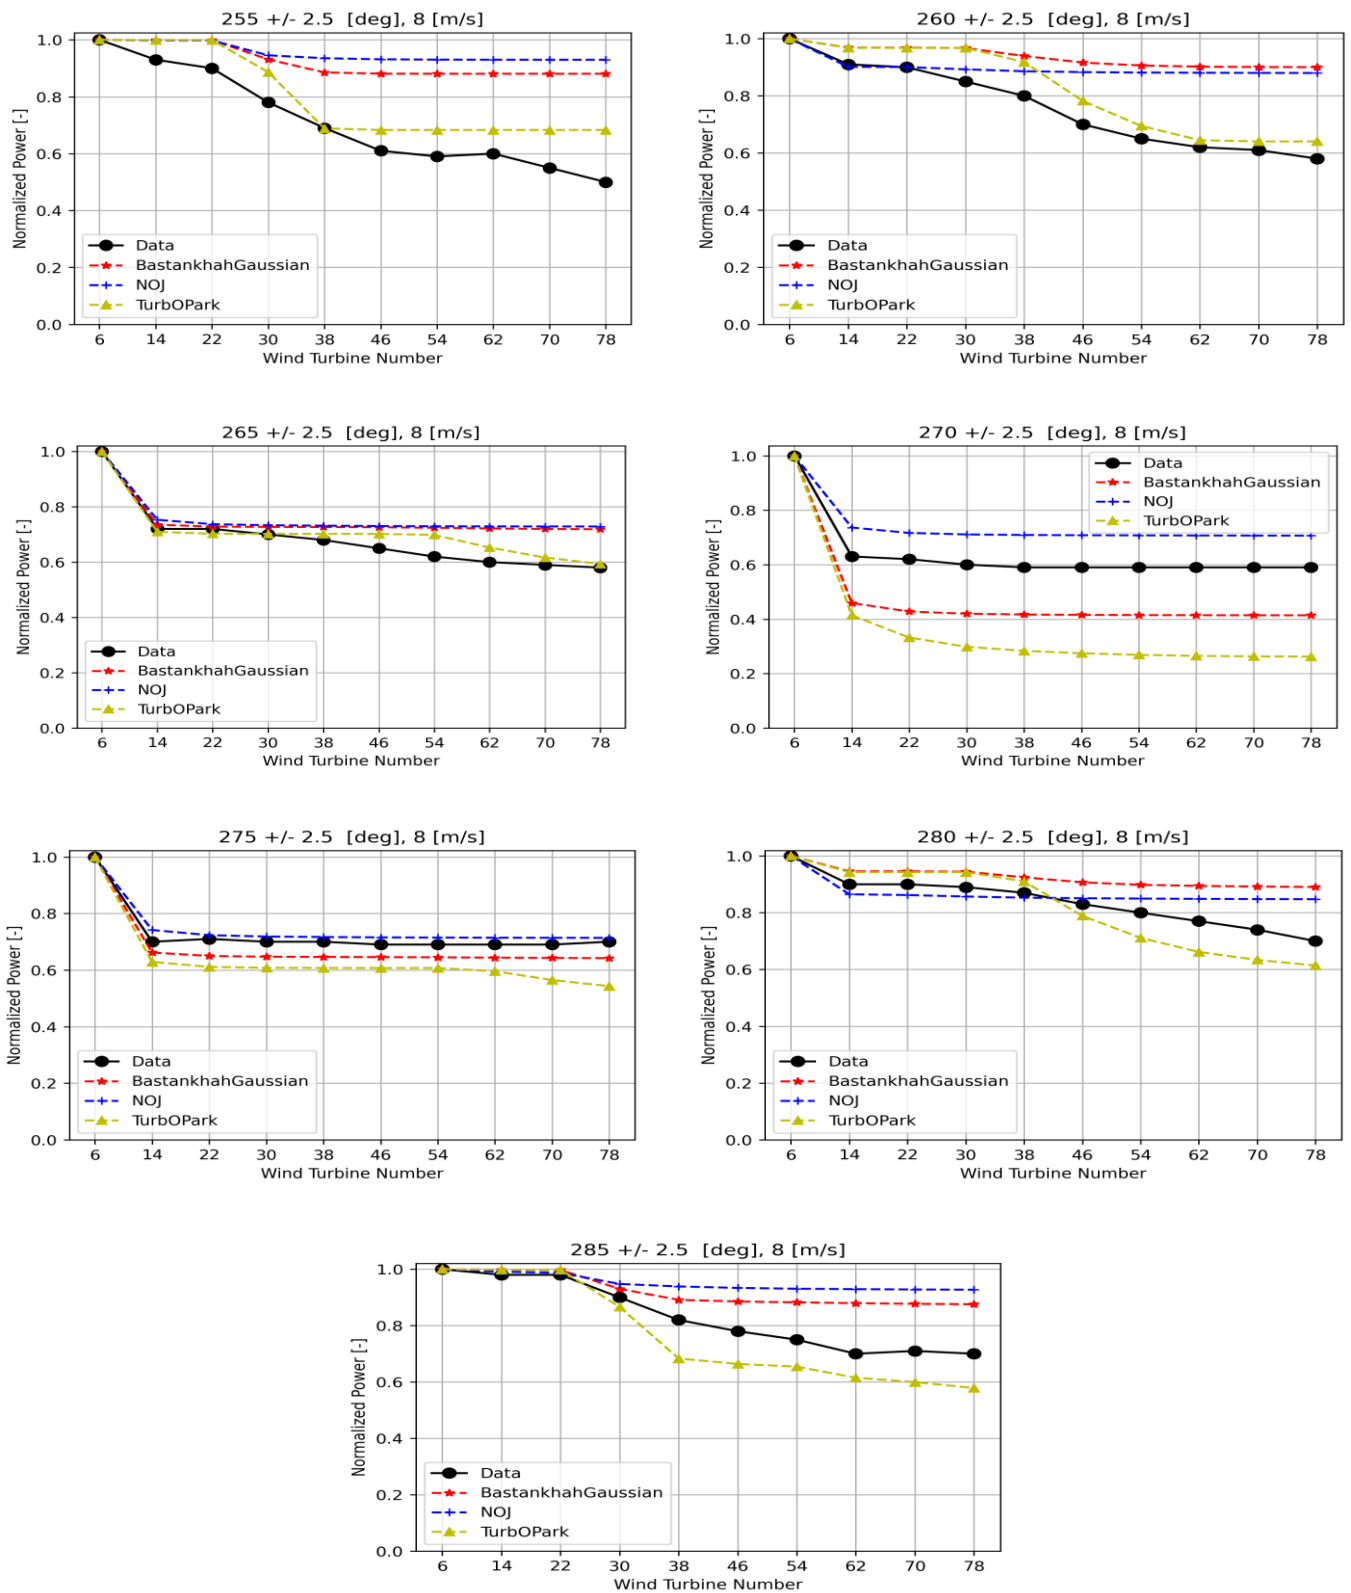 255 +/- 2.5 [deg], 8 [m/s]
Normalized Power [-]
1.0
0.8
0.6
0.4
0.2
0.0
Data
BastankhahGaussian
NOJ
TurbOPark
6 14 22 30 38 46 54 62 70 78
Wind Turbine Number
260 +/- 2.5 [deg], 8 [m/s]
Normalized Power [-]
1.0
0.8
0.6
0.4
0.2
0.0
Data
BastankhahGaussian
NOJ
TurbOPark
6 14 22 30 38 46 54 62 70 78
Wind Turbine Number
265 +/- 2.5 [deg], 8 [m/s]
Normalized Power [-]
1.0
0.8
0.6
0.4
0.2
0.0
Data
BastankhahGaussian
NOJ
TurbOPark
6 14 22 30 38 46 54 62 70 78
Wind Turbine Number
270 +/- 2.5 [deg], 8 [m/s]
Normalized Power [-]
1.0
0.8
0.6
0.4
0.2
0.0
Data
BastankhahGaussian
NOJ
TurbOPark
6 14 22 30 38 46 54 62 70 78
Wind Turbine Number
275 +/- 2.5 [deg], 8 [m/s]
Normalized Power [-]
1.0
0.8
0.6
0.4
0.2
0.0
Data
BastankhahGaussian
NOJ
TurbOPark
6 14 22 30 38 46 54 62 70 78
Wind Turbine Number
280 +/- 2.5 [deg], 8 [m/s]
Normalized Power [-]
1.0
0.8
0.6
0.4
0.2
0.0
Data
BastankhahGaussian
NOJ
TurbOPark
6 14 22 30 38 46 54 62 70 78
Wind Turbine Number
285 +/- 2.5 [deg], 8 [m/s]
Normalized Power [-]
1.0
0.8
0.6
0.4
0.2
0.0
Data
BastankhahGaussian
NOJ
TurbOPark
6 14 22 30 38 46 54 62 70 78
Wind Turbine Number